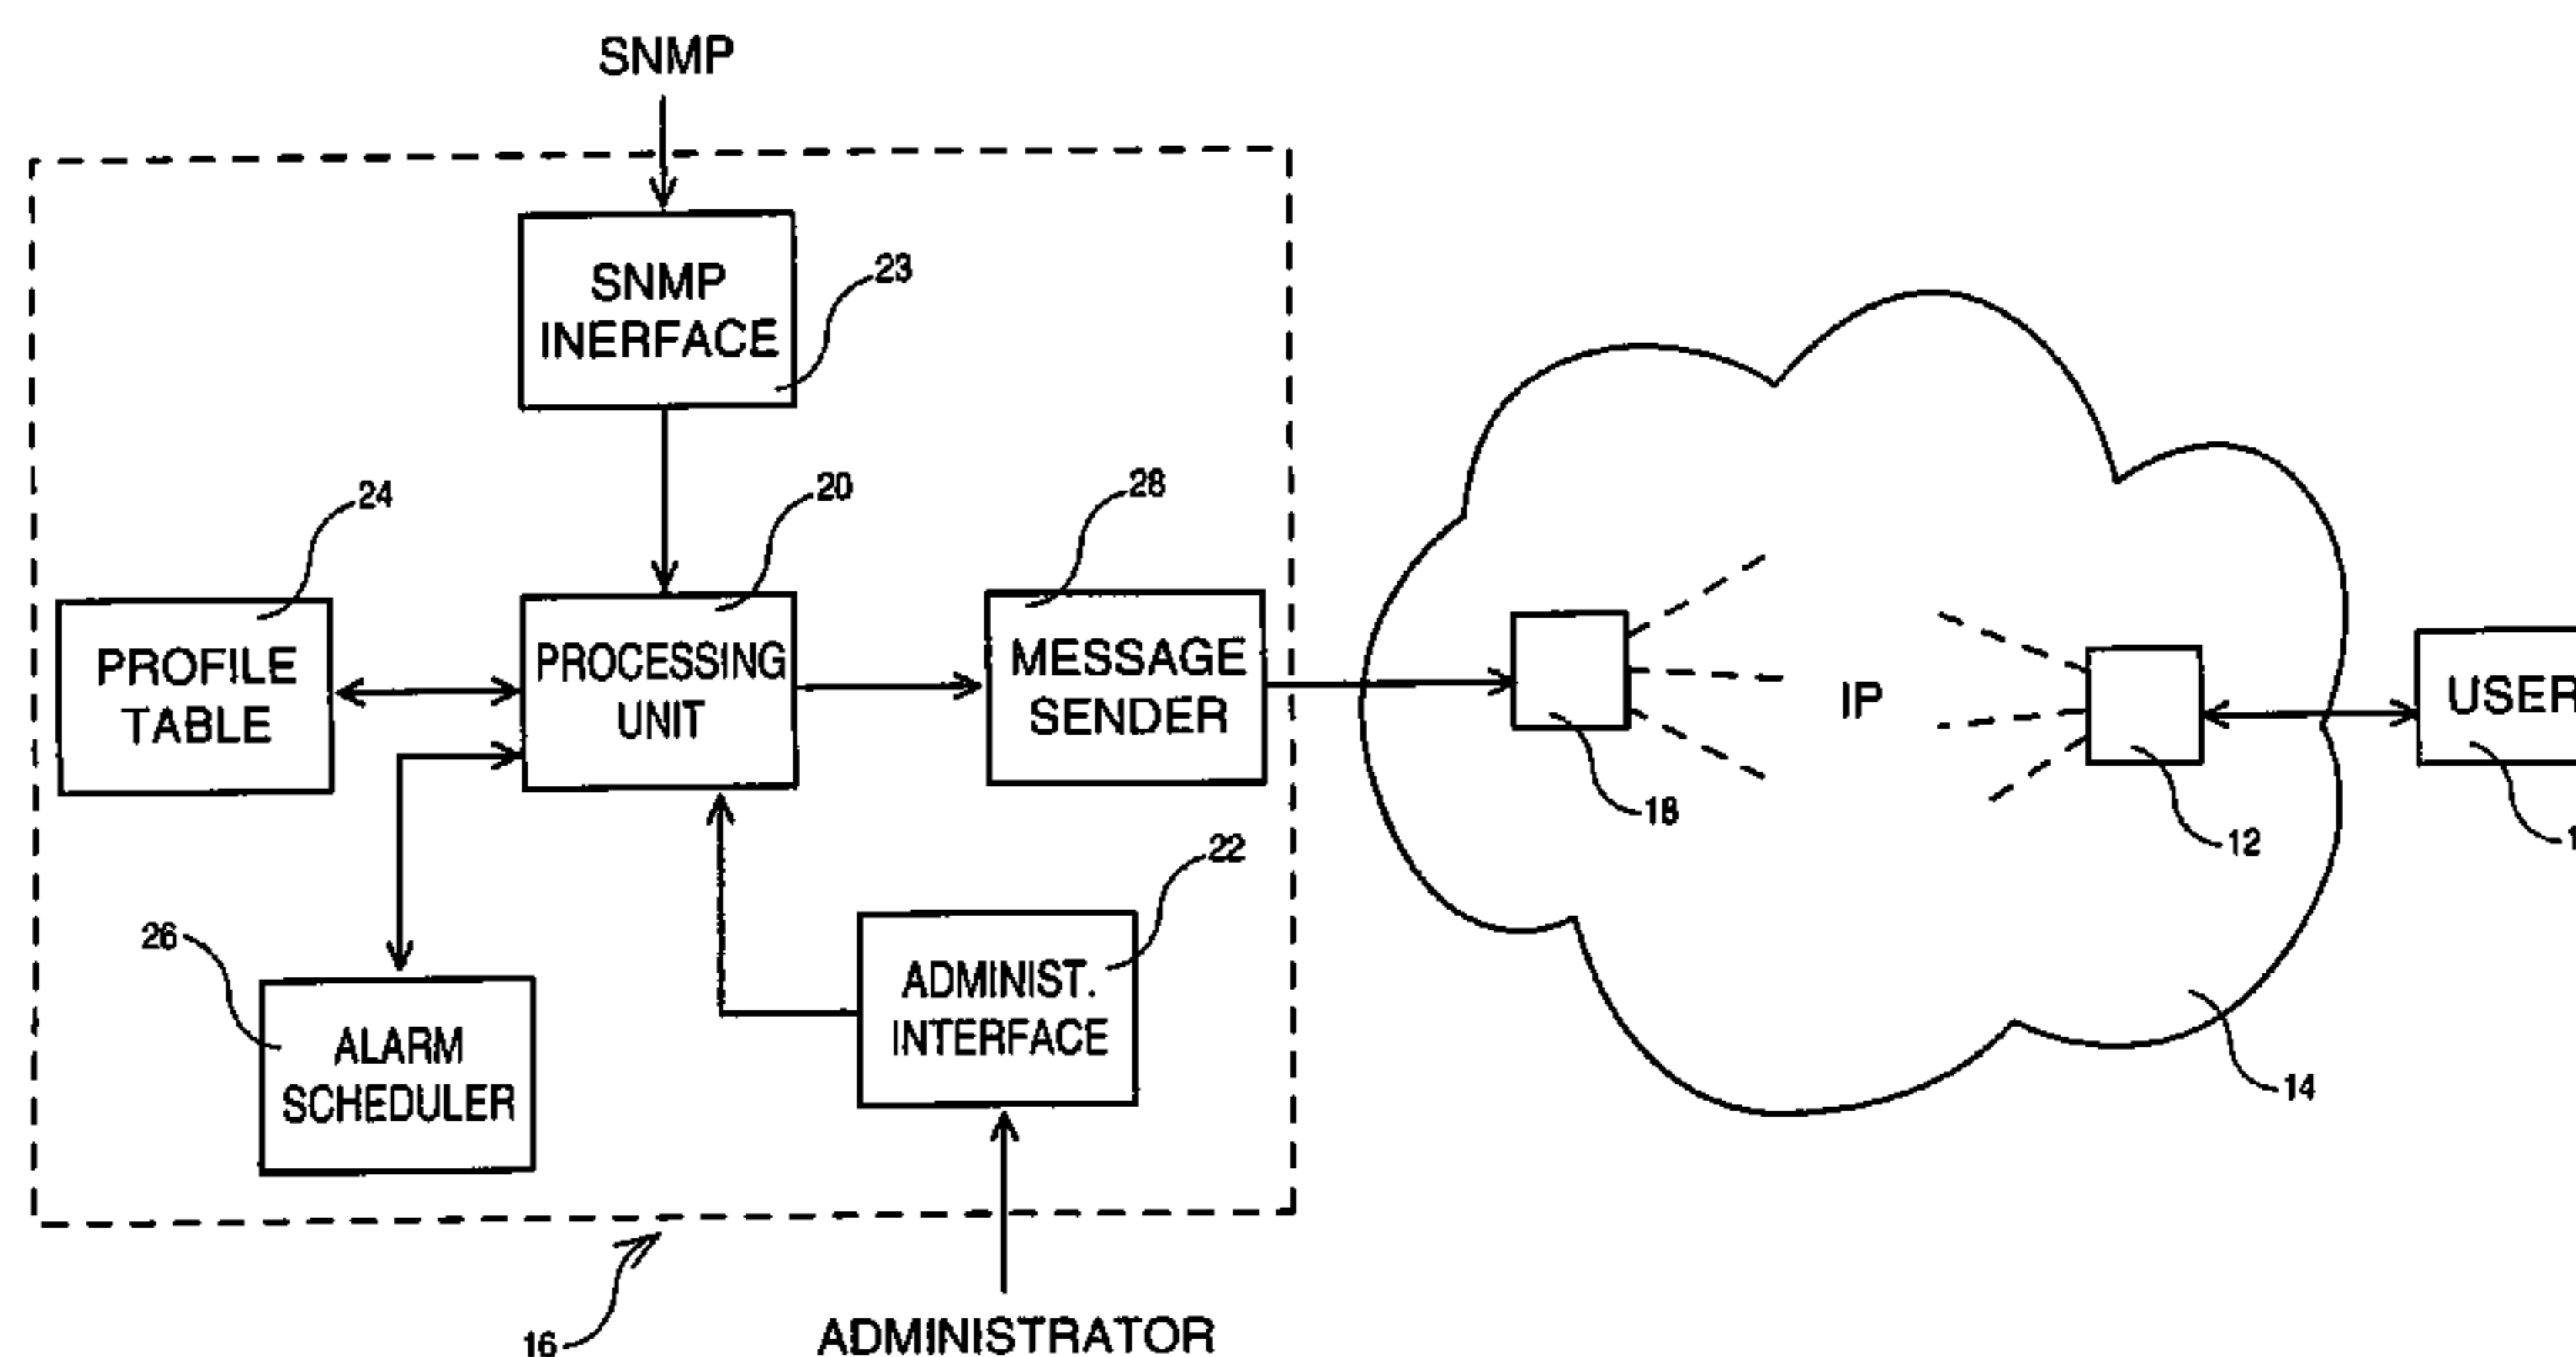 SNMP
SNMP
INERFACE
23
24
20
28
PROFILE
TABLE
PROCESSING
UNIT
MESSAGE
SENDER
IP
USER
18
12
22
26
ADMINIST.
INTERFACE
ALARM
SCHEDULER
14
16
ADMINISTRATOR